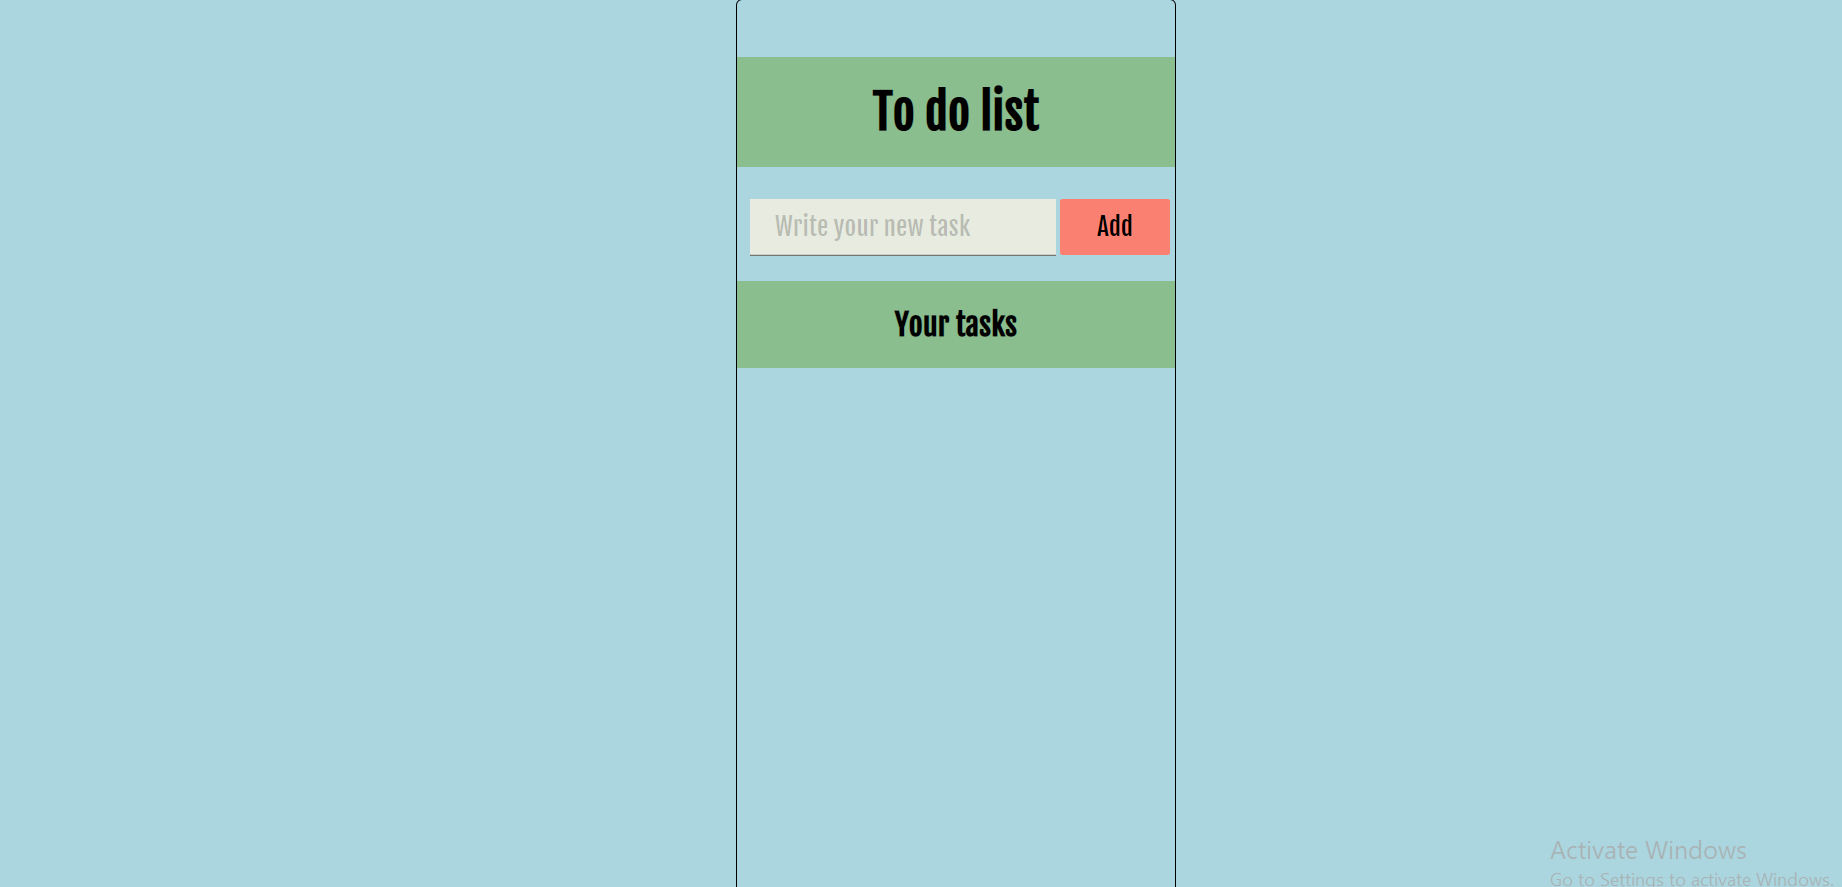 To do list
Write your new task
Add
Your tasks
Activate Windows
Go to Settings to activate Windows.